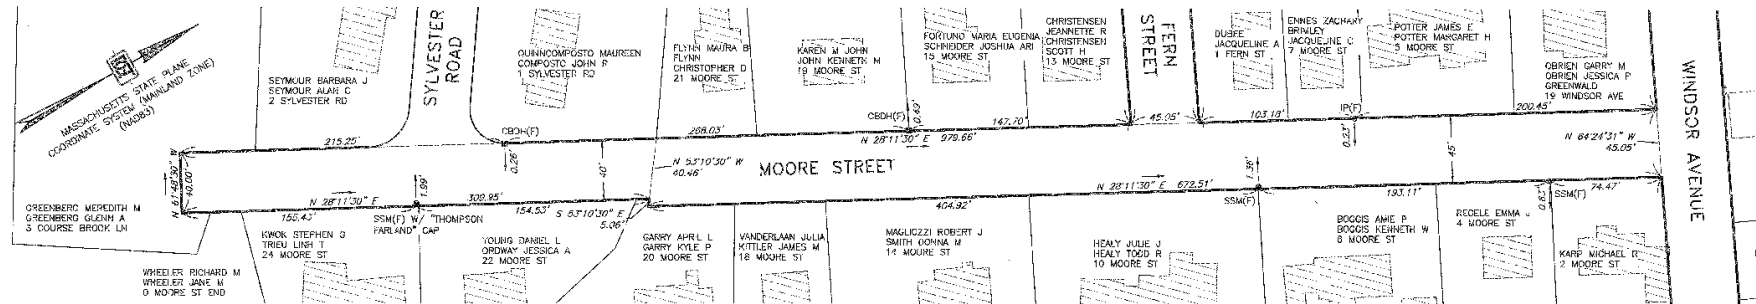 MASSACHUSETTS STATE PLANE
COORDINATE SYSTEM (MAINLAND ZONE)
(NAD83)
SEYMOUR BARBARA J
SEYMOUR ALAN C
2 SYLVESTER RD
SYLVESTER
ROAD
QUINNCOMPOSTO MAUREEN
COMPOSTO JOHN P
1 SYLVESTER RD
FLYNN MAURA B
FLYNN
CHRISTOPHER D
21 MOORE ST
KAREN M JOHN
JOHN KENNETH M
19 MOORE ST
FORTUNO MARIA EUGENIA
SCHNEIDER JOSHUA ARI
15 MOORE ST
CHRISTENSEN
JEANNETTE R
CHRISTENSEN
SCOTT H
13 MOORE ST
FERN
STREET
JACQUELINE A
1 FERN ST
ENNES ZACHARY
BRINLEY
JACQUELINE C
7 MOORE ST
POTTER JAMES E
POTTER MARGARET H
5 MOORE ST
OBRIEN GARRY M
OBRIEN JESSICA P
GREENWALD
19 WINDSOR AVE
WINDSOR AVENUE
215.25'
CBDH(F)
0.26'
268.03'
CBDH(F)
0.60'
147.70'
N 28°11'30" E 979.66'
45.05'
103.18'
IP(F)
0.23'
200.45'
N 64°24'31" W
45.05'
45'
N 61°48'30" W
40.00'
40'
N 53°10'30" W
40.46'
MOORE STREET
N 28°11'30" E
309.95'
1.99'
155.43'
SSM(F) W/ "THOMPSON
FARLAND" CAP
154.53'
S 53°10'30" E
5.06'
404.92'
N 28°11'30" E 672.51'
1.96'
SSM(F)
193.11'
SSM(F)
74.47'
GREENBERG MEREDITH M
GREENBERG GLENN A
3 COURSE BROOK LN
WHEELER RICHARD M
WHEELER JANE M
0 MOORE ST END
KWOK STEPHEN G
TRIEU LINH T
24 MOORE ST
YOUNG DANIEL L
ORDWAY JESSICA A
22 MOORE ST
GARRY APRIL L
GARRY KYLE P
20 MOORE ST
VANDERLAAN JULIA
KITTLER JAMES M
18 MOORE ST
MAGLIOZZI ROBERT J
SMITH DONNA M
14 MOORE ST
HEALY JULIE J
HEALY TODD R
10 MOORE ST
BOGGIS AMIE P
BOGGIS KENNETH W
6 MOORE ST
EMMA
4 MOORE ST
KARP MICHAEL R
2 MOORE ST